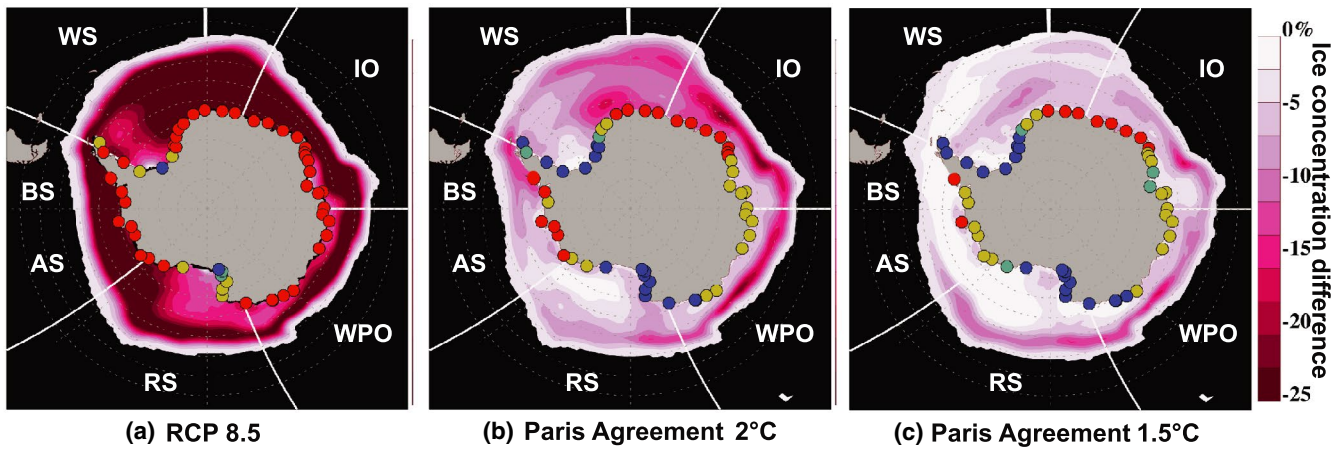 WS
IO
BS
AS
WPO
RS
(a) RCP 8.5
WS
IO
BS
AS
WPO
RS
(b) Paris Agreement 2°C
WS
IO
BS
AS
WPO
RS
(c) Paris Agreement 1.5°C
0%
-5
-10
-15
-20
-25
Ice concentration difference